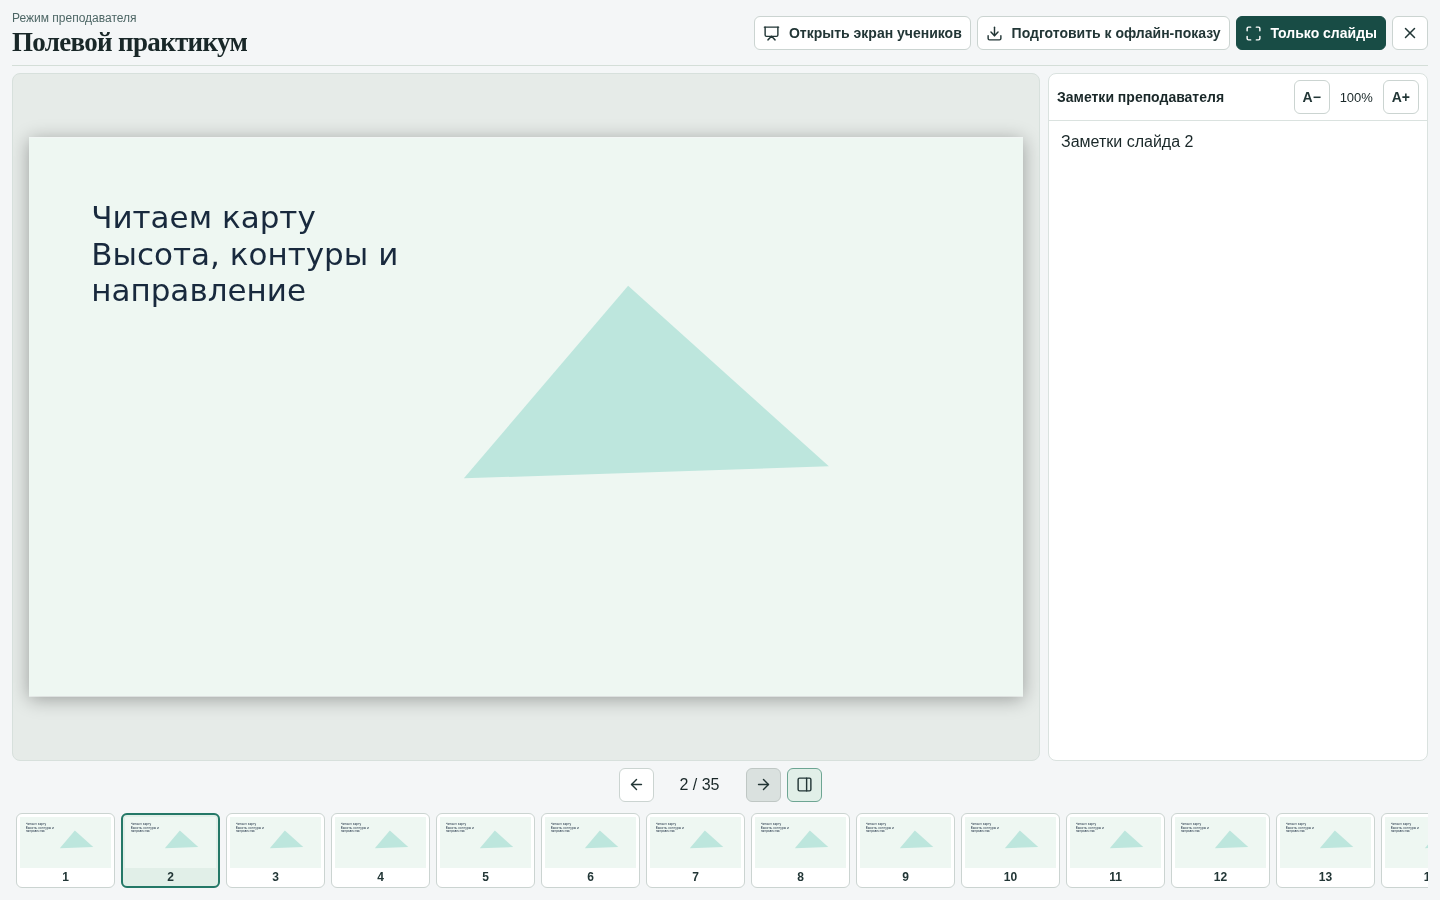 Режим преподавателя
Полевой практикум
Открыть экран учеников
Подготовить к офлайн-показу
Только слайды
Читаем карту
Высота, контуры и
направление
Заметки преподавателя
A−
100%
A+
Заметки слайда 2
2 / 35
1
2
3
4
5
6
7
8
9
10
11
12
13